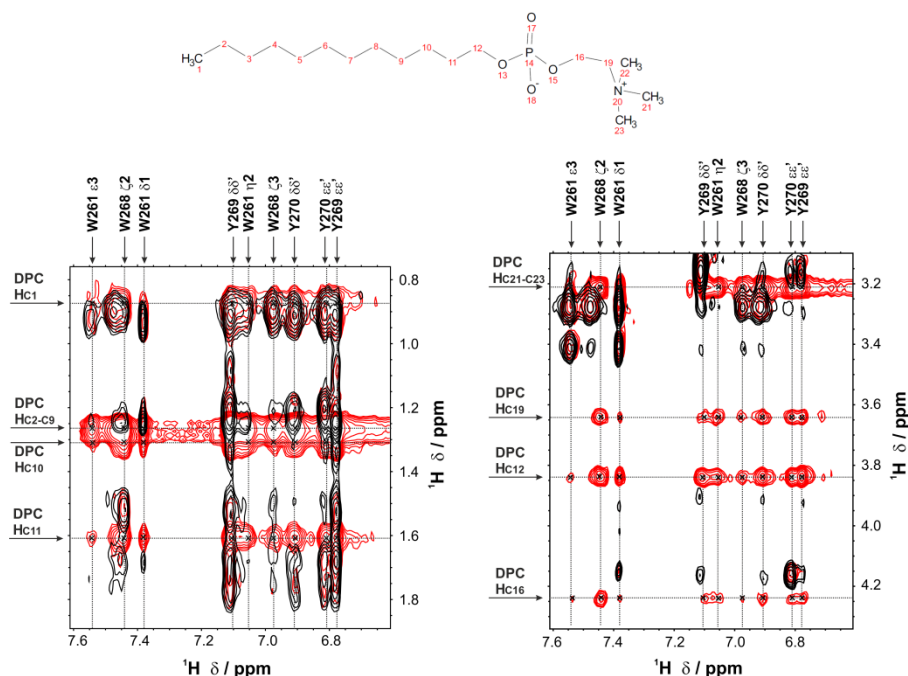 O
17
2 4 6 8 10 12 P 16 19 CH₃
H₃C 14 22
1 3 5 7 9 11 O O N⁺ CH₃
13 15 20 21
O⁻ CH₃
18 23
W261 ε3
W268 ζ2
W261 δ1
Y269 δδ'
W261 η2
W268 ζ3
Y270 δδ'
Y270 εε'
Y269 εε'
DPC
Hc1
DPC
Hc2-c9
DPC
Hc10
DPC
Hc11
0.8
1.0
1.2
1.4
1.6
1.8
¹H δ / ppm
7.6 7.4 7.2 7.0 6.8
¹H δ / ppm
W261 ε3
W268 ζ2
W261 δ1
Y269 δδ'
W261 η2
W268 ζ3
Y270 δδ'
Y270 εε'
Y269 εε'
DPC
Hc21-c23
DPC
Hc19
DPC
Hc12
DPC
Hc16
3.2
3.4
3.6
3.8
4.0
4.2
¹H δ / ppm
7.6 7.4 7.2 7.0 6.8
¹H δ / ppm